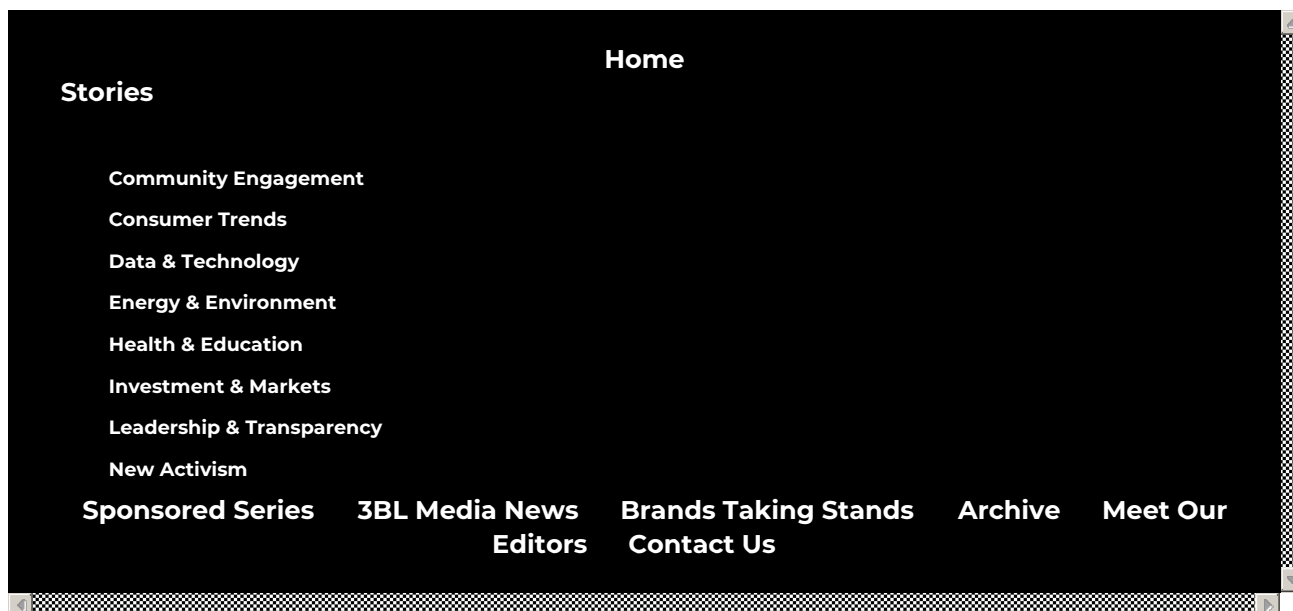 Home
Stories
Community Engagement
Consumer Trends
Data & Technology
Energy & Environment
Health & Education
Investment & Markets
Leadership & Transparency
New Activism
Sponsored Series 3BL Media News Brands Taking Stands Archive Meet Our
Editors Contact Us